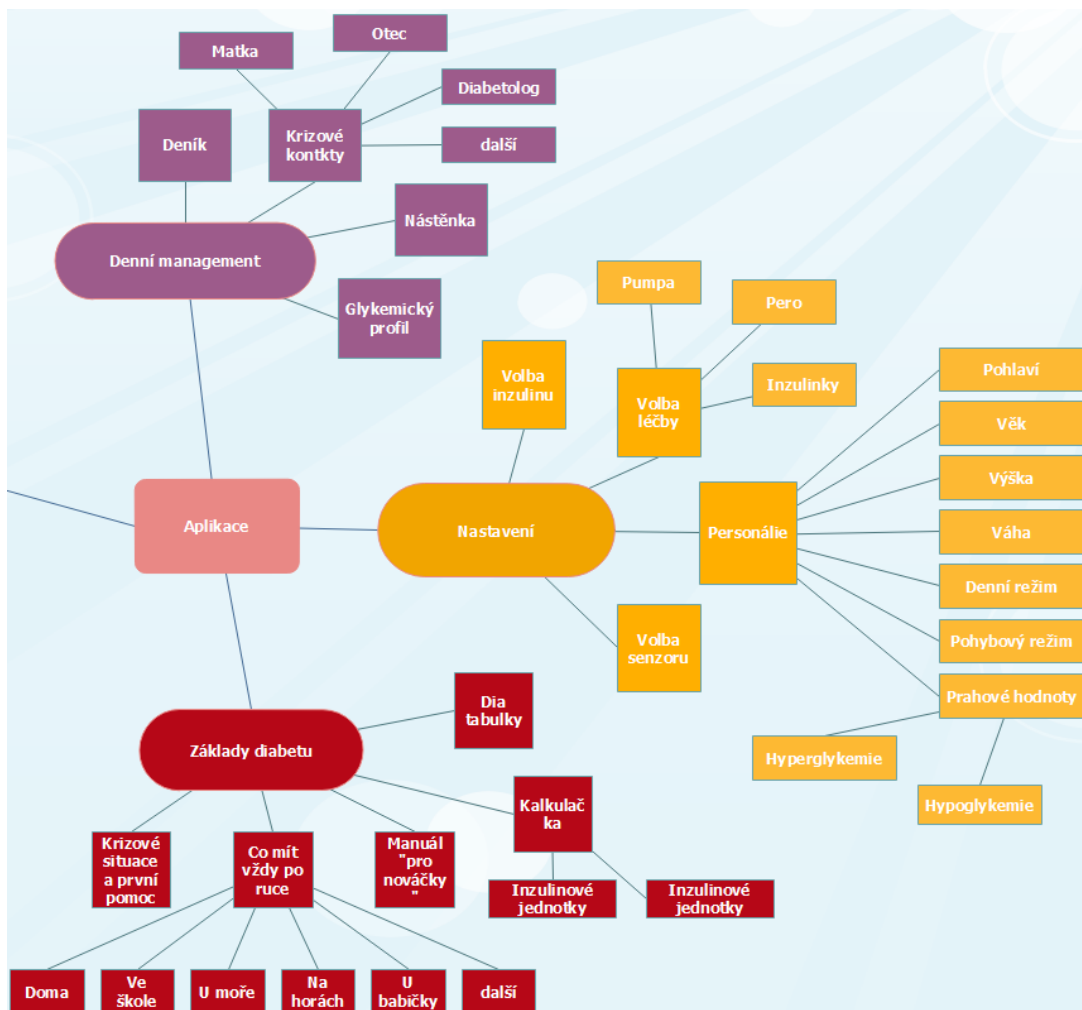 Otec
Matka
Diabetolog
Deník
Krizové
kontkty
další
Nástěnka
Denní management
Glykemický
profil
Pumpa
Pero
Volba
inzulinu
Volba
léčby
Inzulinky
Pohlaví
Věk
Výška
Aplikace
Nastavení
Personálie
Váha
Denní režim
Volba
senzoru
Pohybový režim
Prahové hodnoty
Hyperglykemie
Hypoglykemie
Dia
tabulky
Základy diabetu
Kalkulač
ka
Krizové
situace
a první
pomoc
Co mít
vždy po
ruce
Manuál
"pro
nováčky
"
Inzulinové
jednotky
Inzulinové
jednotky
Doma
Ve
škole
U moře
Na
horách
U
babičky
další